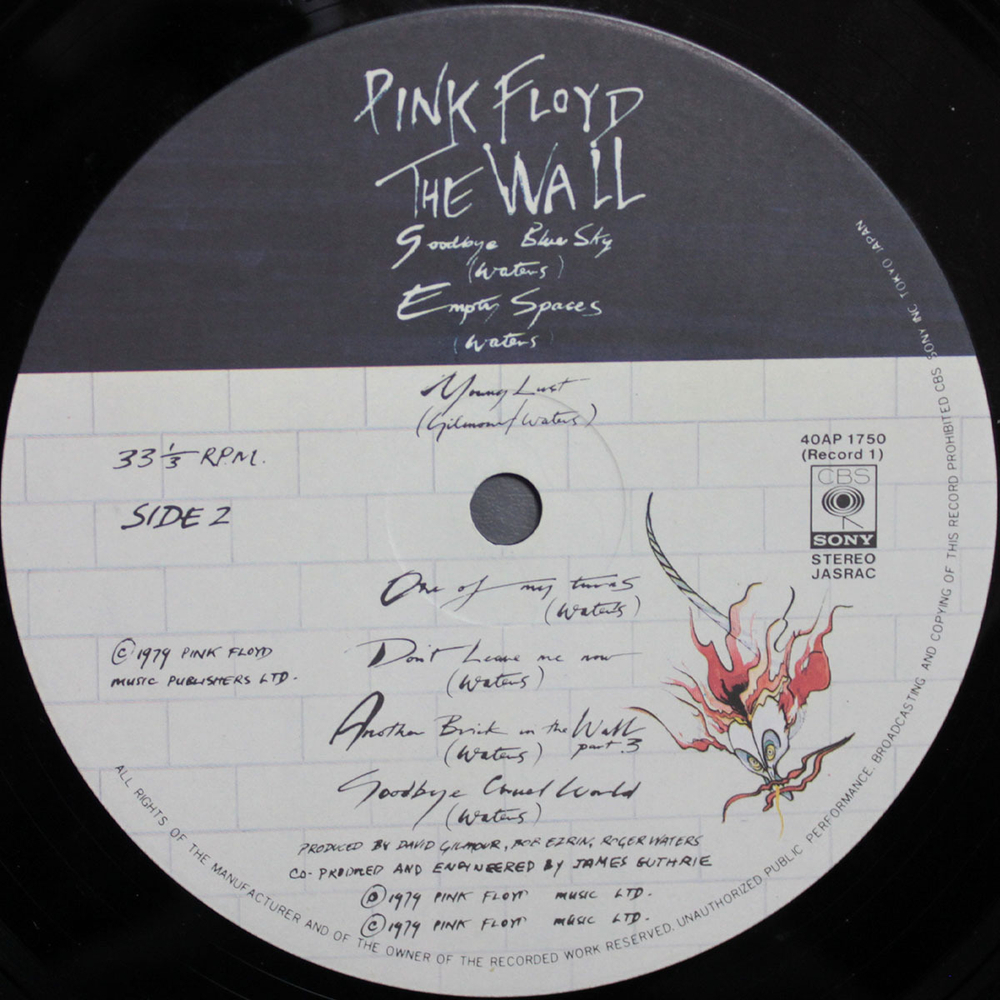 PINK FLOYD
THE WALL
Goodbye Blue Sky
(Waters)
Empty Spaces
(Waters)
Young Lust
(Gilmour/Waters)
33 1/3 R.P.M.
SIDE 2
40AP 1750
(Record 1)
CBS
SONY
STEREO
JASRAC
One of my turns
(Waters)
Don't Leave me now
(Waters)
Another Brick in the Wall
(Waters) part 3
Goodbye Cruel World
(Waters)
© 1979 PINK FLOYD
MUSIC PUBLISHERS LTD.
PRODUCED BY DAVID GILMOUR, BOB EZRIN, ROGER WATERS
CO-PRODUCED AND ENGINEERED BY JAMES GUTHRIE
℗ 1979 PINK FLOYD MUSIC LTD.
© 1979 PINK FLOYD MUSIC LTD.
ALL RIGHTS OF THE MANUFACTURER AND OF THE OWNER OF THE RECORDED WORK RESERVED. UNAUTHORIZED PUBLIC PERFORMANCE. BROADCASTING AND COPYING OF THIS RECORD PROHIBITED CBS SONY INC. TOKYO JAPAN